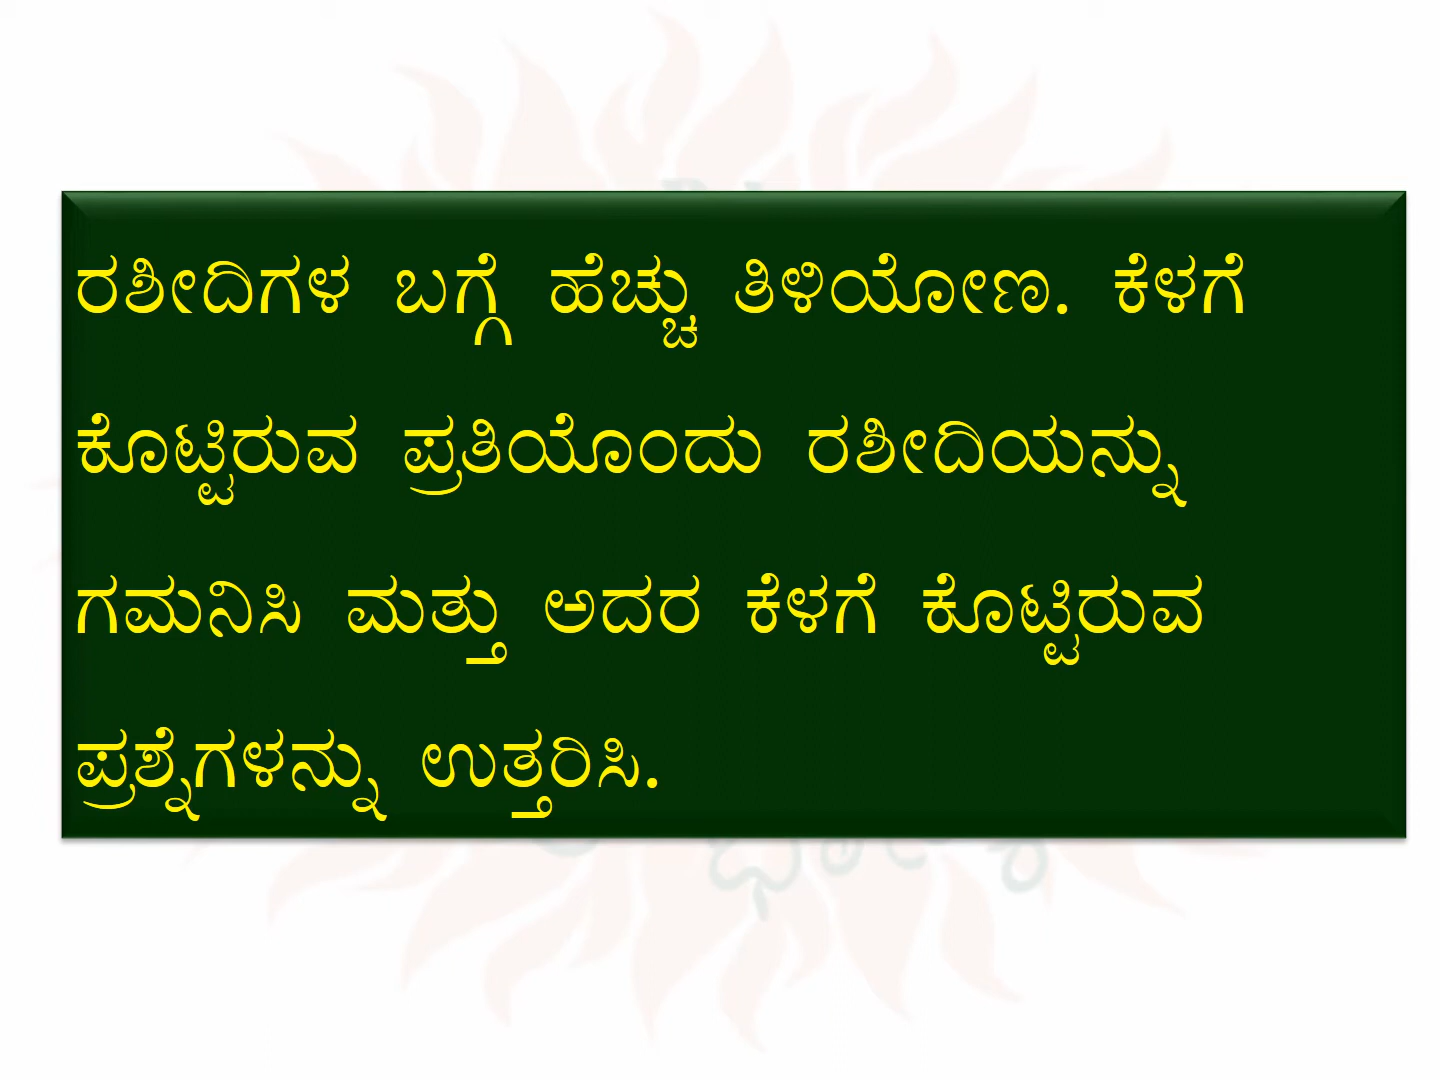 ರಶೀದಿಗಳ ಬಗ್ಗೆ ಹೆಚ್ಚು ತಿಳಿಯೋಣ. ಕೆಳಗೆ
ಕೊಟ್ಟಿರುವ ಪ್ರತಿಯೊಂದು ರಶೀದಿಯನ್ನು
ಗಮನಿಸಿ ಮತ್ತು ಅದರ ಕೆಳಗೆ ಕೊಟ್ಟಿರುವ
ಪ್ರಶ್ನೆಗಳನ್ನು ಉತ್ತರಿಸಿ.